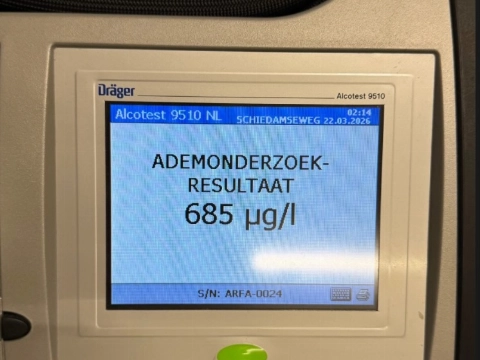 Dräger
Alcotest 9510
Alcotest 9510 NL
02:14
SCHIEDAMSEWEG 22.03.2026
ADEMONDERZOEK-
RESULTAAT
685 µg/l
S/N: ARFA-0024